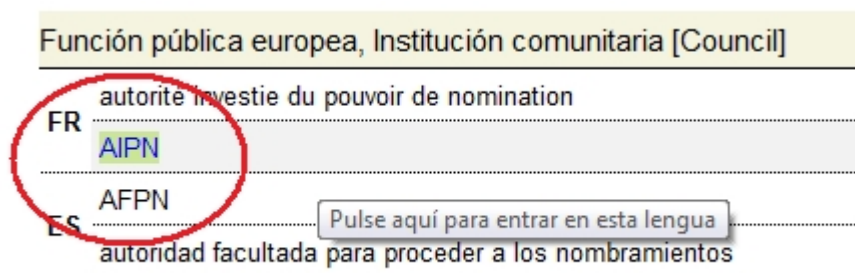 Función pública europea, Institución comunitaria [Council]
autorité investie du pouvoir de nomination
FR
AIPN
AFPN
ES
Pulse aquí para entrar en esta lengua
autoridad facultada para proceder a los nombramientos